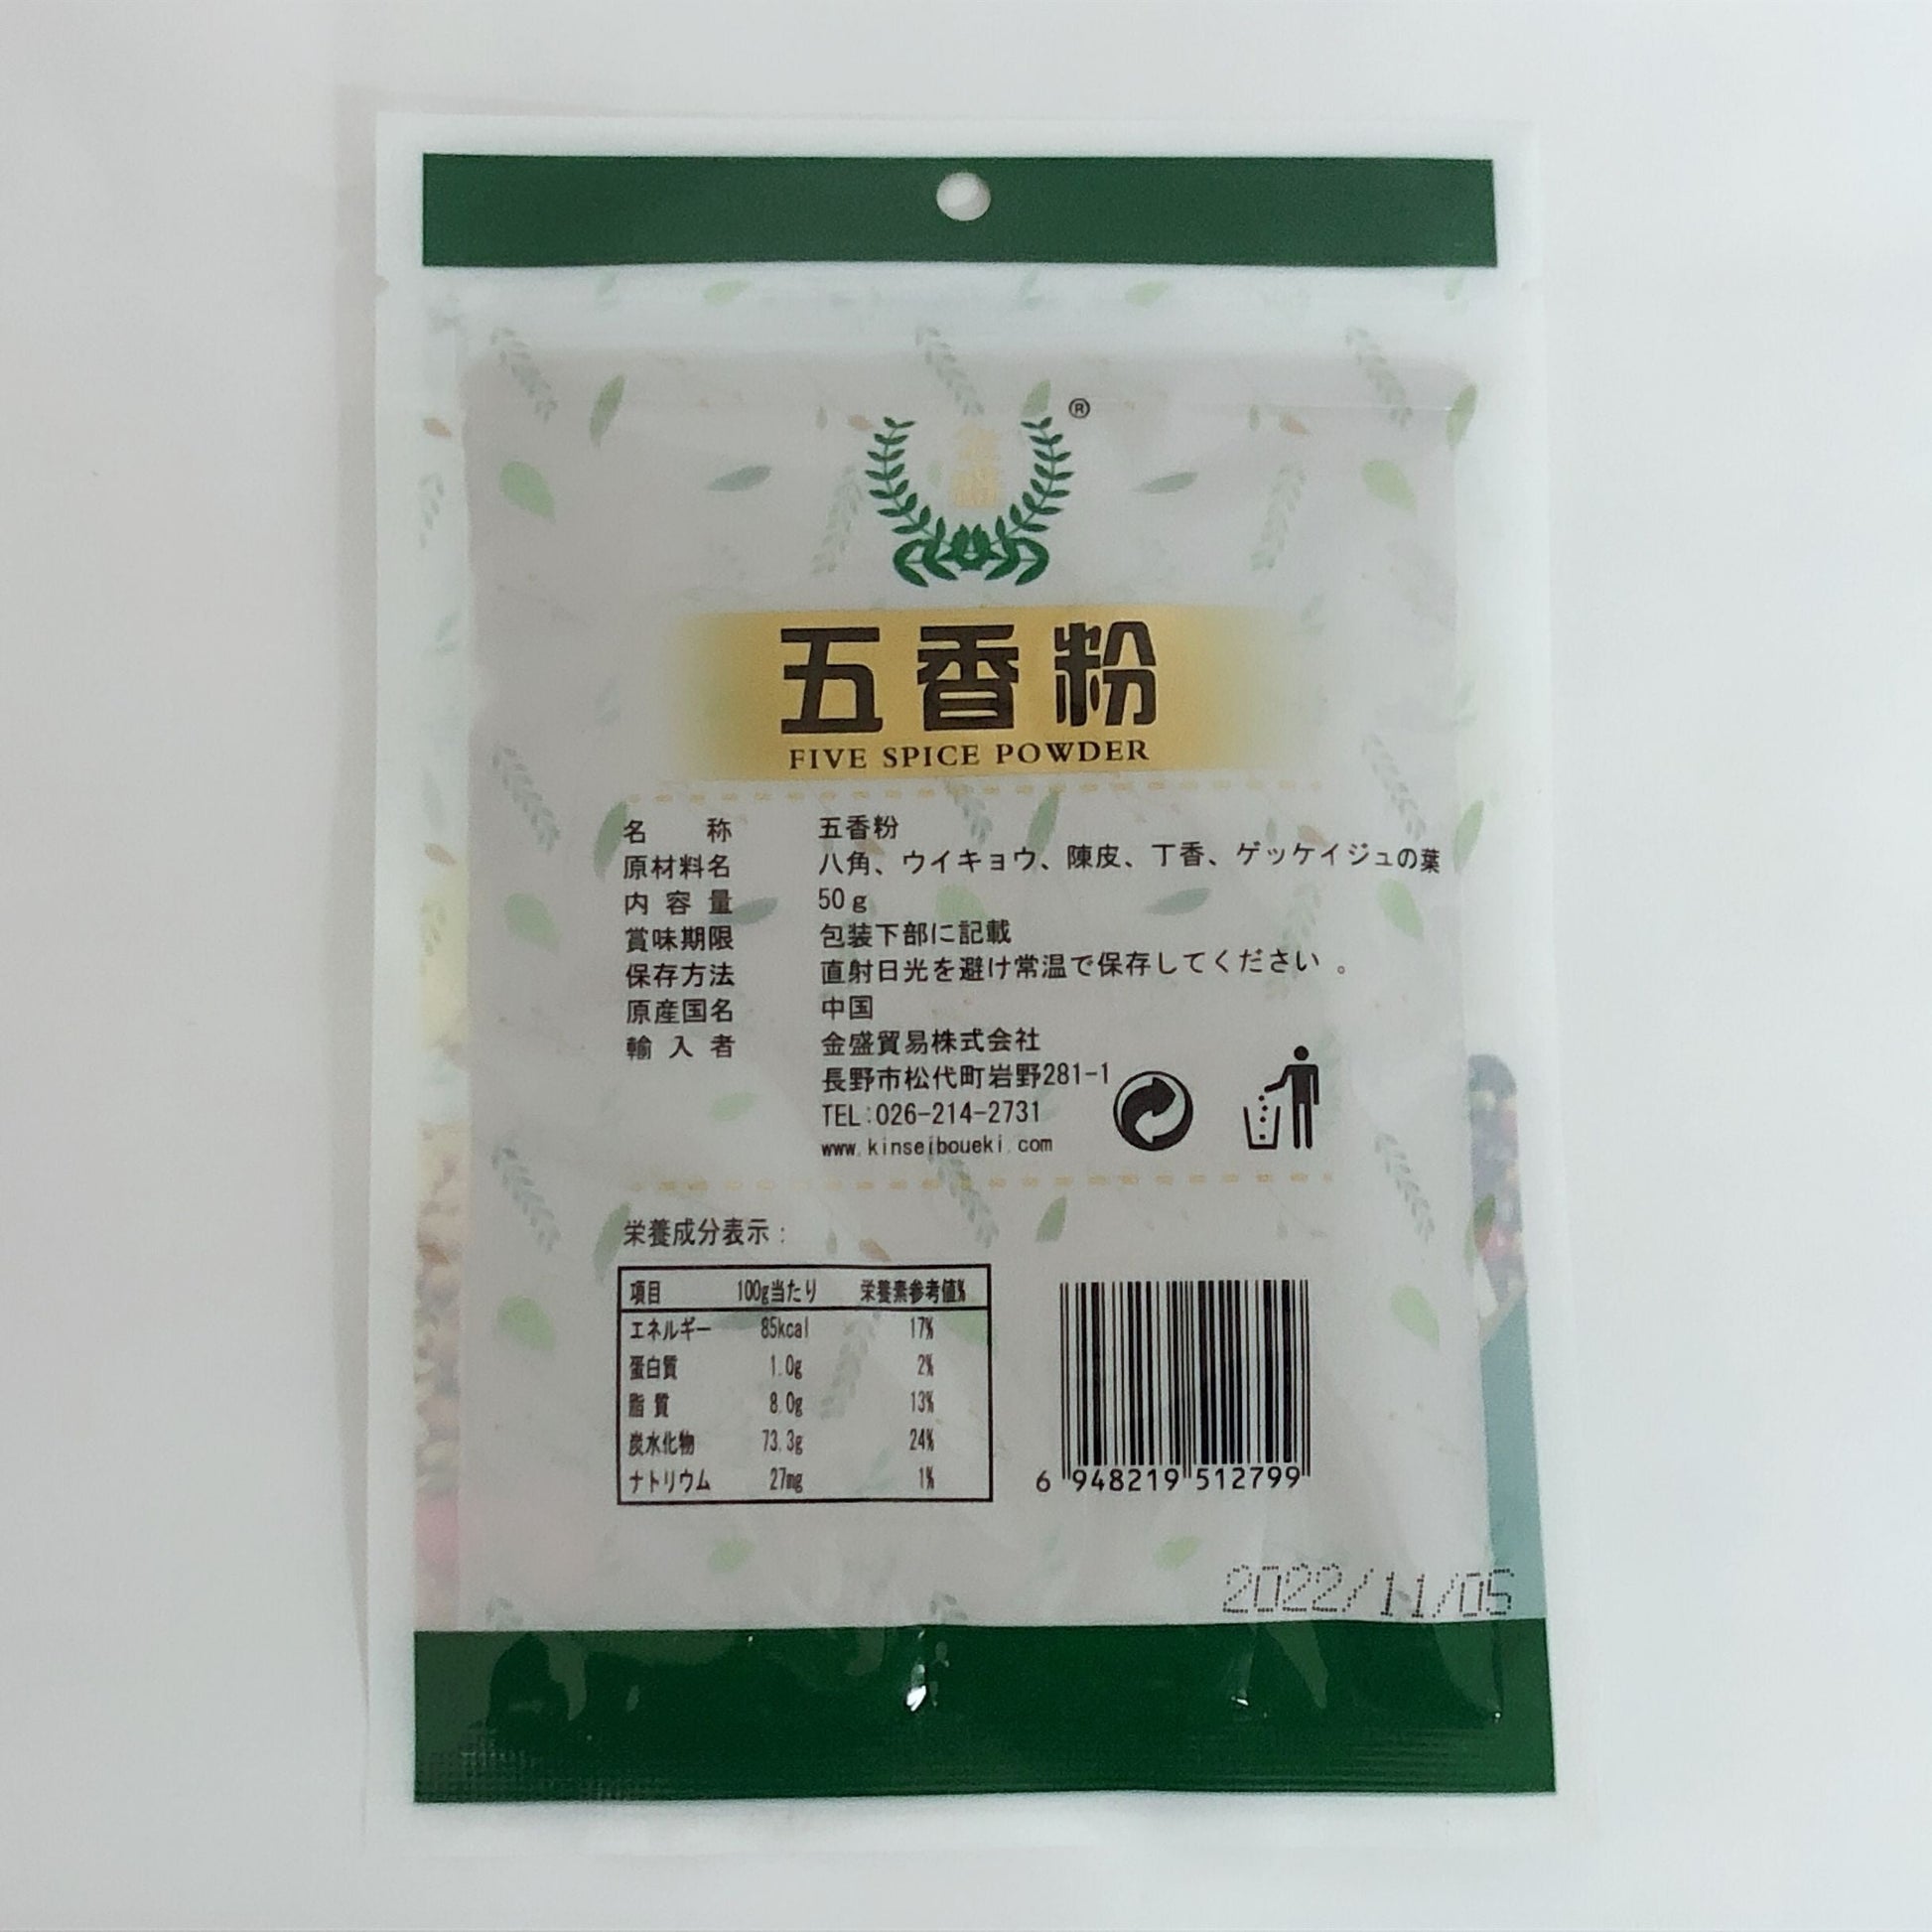 ®
金盛
五香粉
FIVE SPICE POWDER
名 称 五香粉
原材料名 八角、ウイキョウ、陳皮、丁香、ゲッケイジュの葉
内容量 50g
賞味期限 包装下部に記載
保存方法 直射日光を避け常温で保存してください。
原産国名 中国
輸入者 金盛貿易株式会社
長野市松代町岩野281-1
TEL:026-214-2731
www.kinseiboueki.com
栄養成分表示:
項目 100g当たり 栄養素参考値%
エネルギー 85kcal 17%
蛋白質 1.0g 2%
脂質 8.0g 13%
炭水化物 73.3g 24%
ナトリウム 27mg 1%
6 948219 512799
2022/11/05